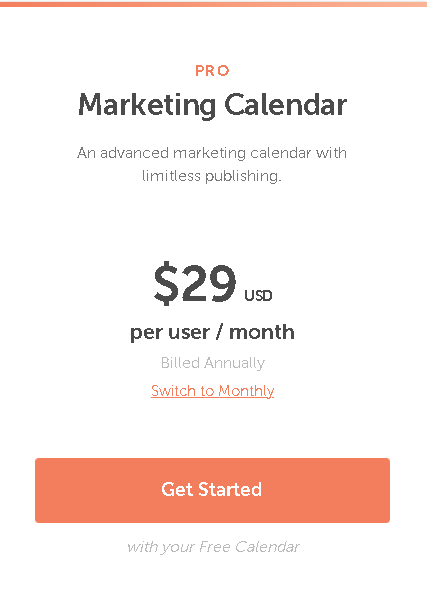 PRO
Marketing Calendar
An advanced marketing calendar with
limitless publishing.
$29 USD
per user / month
Billed Annually
Switch to Monthly
Get Started
with your Free Calendar